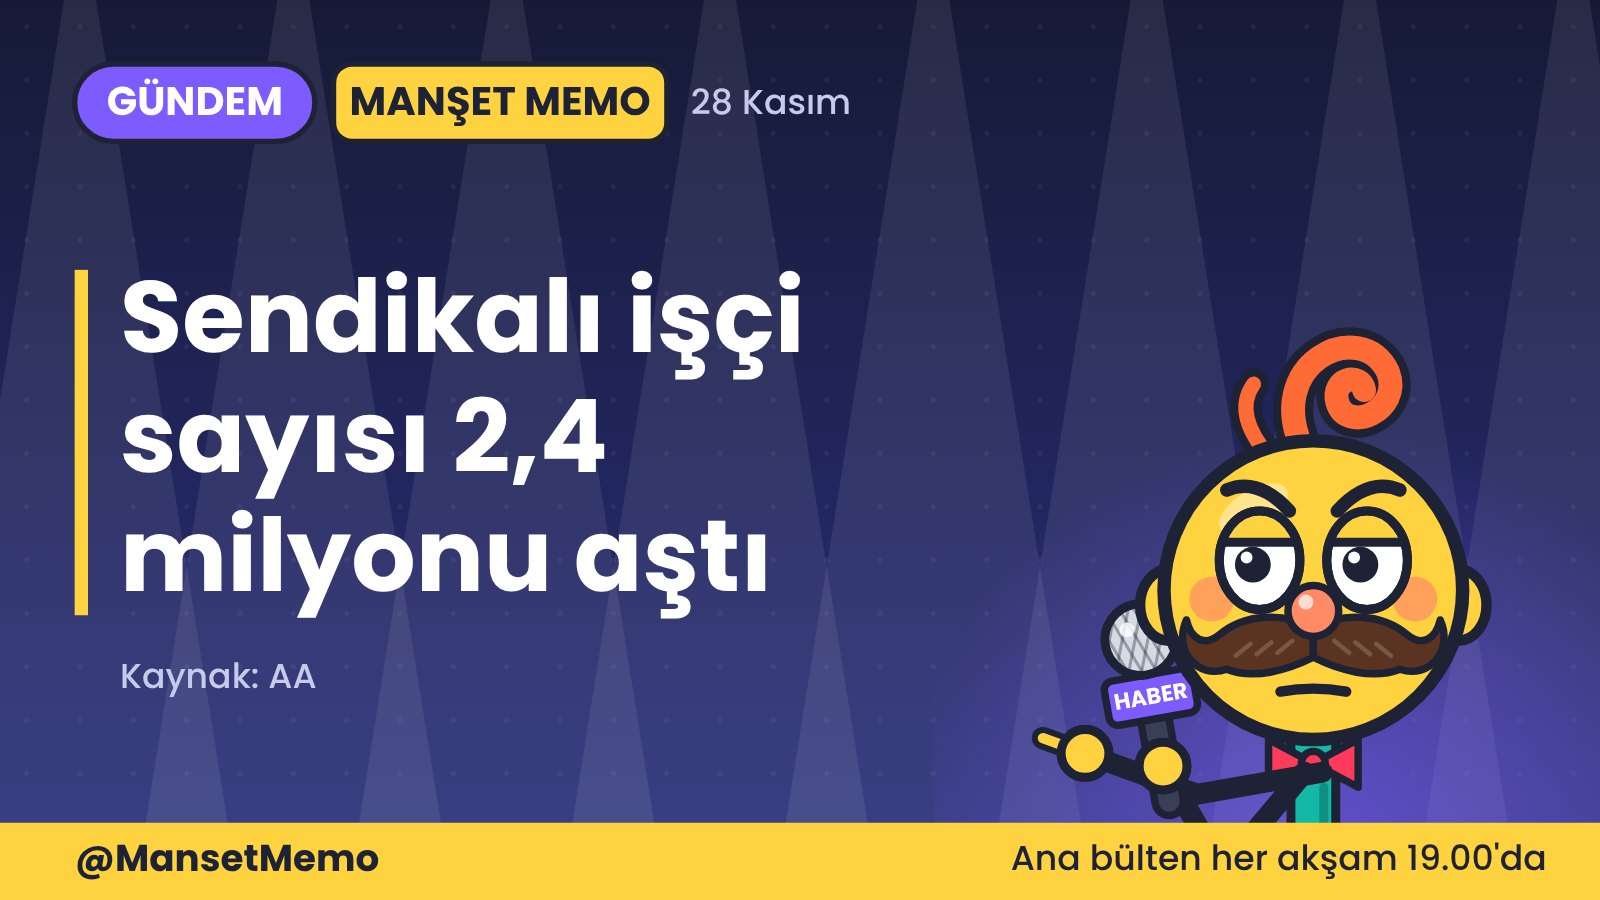 GÜNDEM MANŞET MEMO 28 Kasım
Sendikalı işçi
sayısı 2,4
milyonu aştı
Kaynak: AA
HABER
@MansetMemo
Ana bülten her akşam 19.00'da